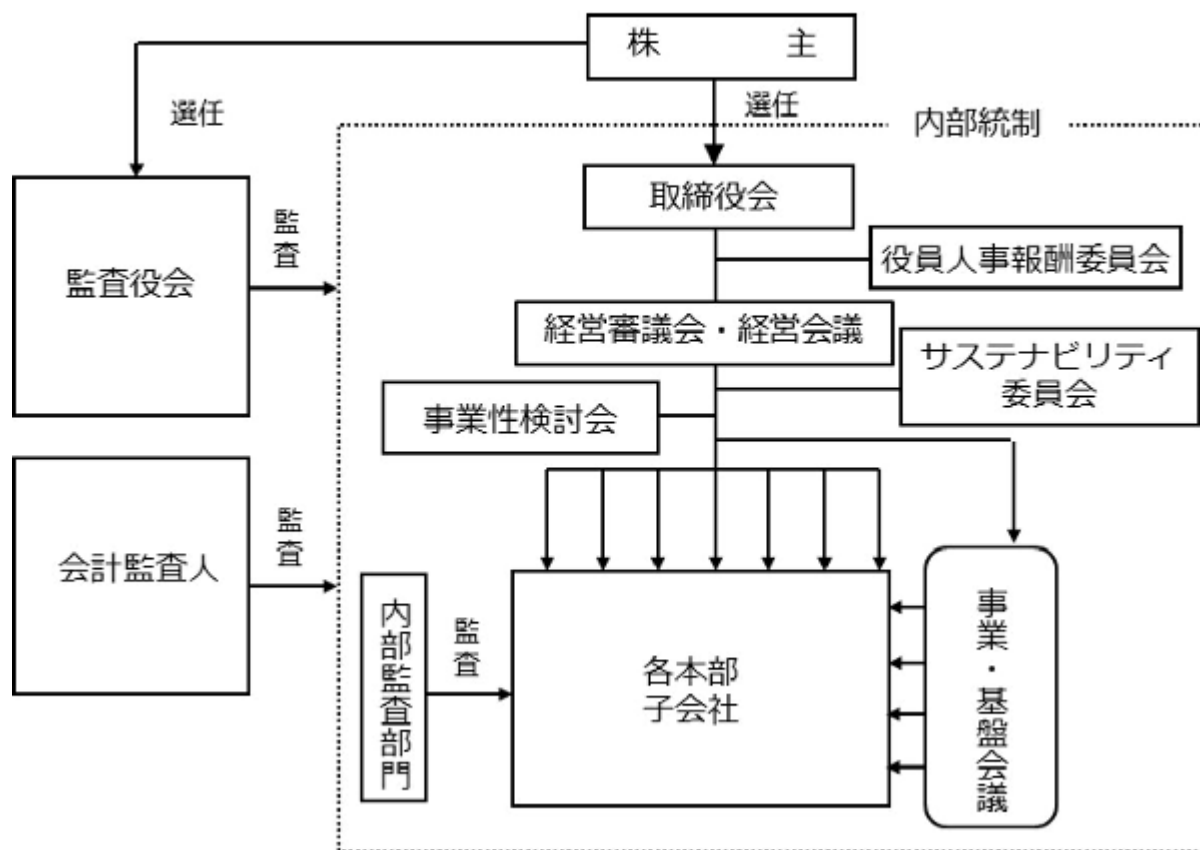 株　主
選任
選任
内部統制
取締役会
監査役会
監査
役員人事報酬委員会
経営審議会・経営会議
サステナビリティ
委員会
事業性検討会
会計監査人
監査
内部監査部門
監査
各本部
子会社
事業・基盤会議